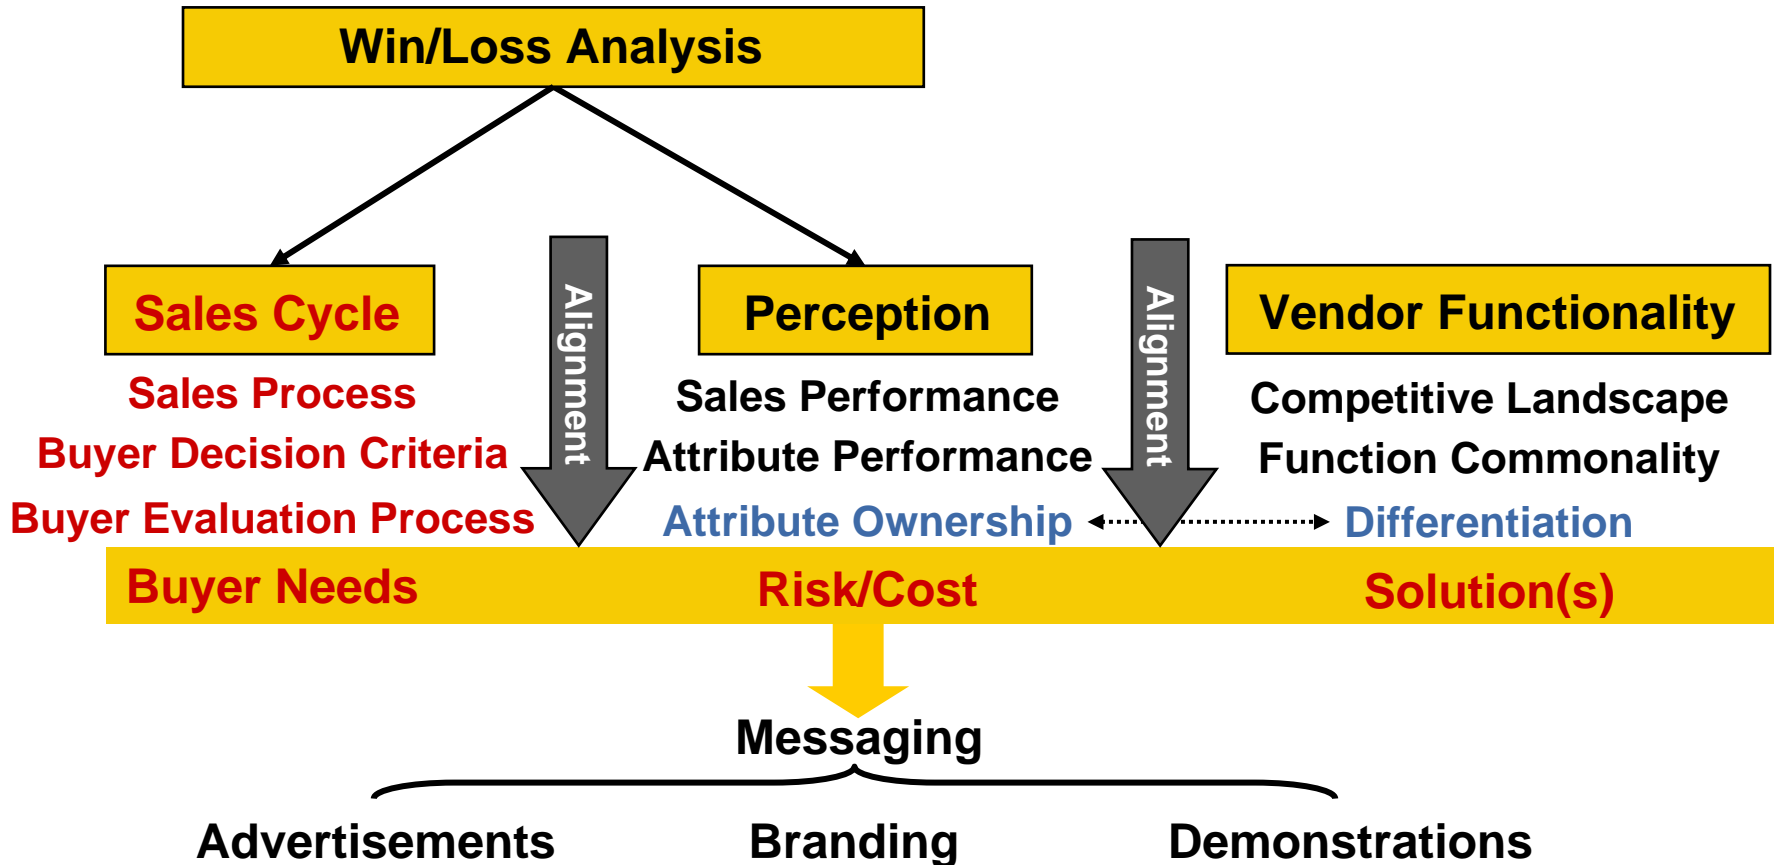 Win/Loss Analysis
Sales Cycle
Sales Process
Buyer Decision Criteria
Buyer Evaluation Process
Alignment
Perception
Sales Performance
Attribute Performance
Attribute Ownership
Alignment
Vendor Functionality
Competitive Landscape
Function Commonality
Differentiation
Buyer Needs
Risk/Cost
Solution(s)
Messaging
Advertisements
Branding
Demonstrations